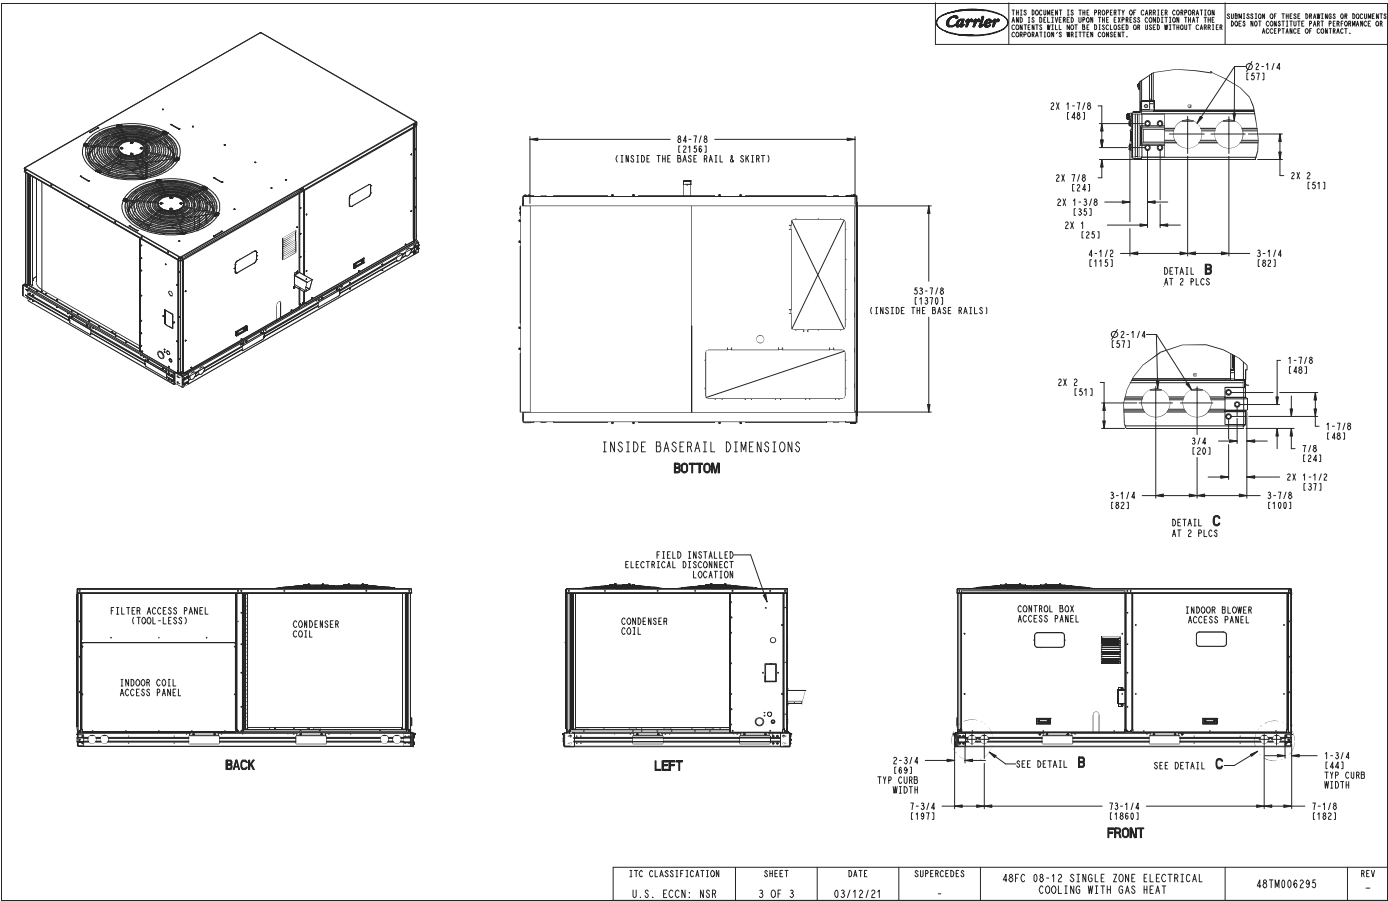 Carrier
THIS DOCUMENT IS THE PROPERTY OF CARRIER CORPORATION
AND IS DELIVERED UPON THE EXPRESS CONDITION THAT THE
CONTENTS WILL NOT BE DISCLOSED OR USED WITHOUT CARRIER
CORPORATION'S WRITTEN CONSENT.
SUBMISSION OF THESE DRAWINGS OR DOCUMENTS
DOES NOT CONSTITUTE PART PERFORMANCE OR
ACCEPTANCE OF CONTRACT.
84-7/8
[2156]
(INSIDE THE BASE RAIL & SKIRT)
53-7/8
[1370]
(INSIDE THE BASE RAILS)
INSIDE BASERAIL DIMENSIONS
BOTTOM
Ø2-1/4
[57]
2X 1-7/8
[48]
2X 7/8
[24]
2X 1-3/8
[35]
2X 1
[25]
2X 2
[51]
4-1/2
[115]
3-1/4
[82]
DETAIL B
AT 2 PLCS
Ø2-1/4
[57]
1-7/8
[48]
2X 2
[51]
3/4
[20]
1-7/8
[48]
7/8
[24]
2X 1-1/2
[37]
3-1/4
[82]
3-7/8
[100]
DETAIL C
AT 2 PLCS
FILTER ACCESS PANEL
(TOOL-LESS)
CONDENSER
COIL
INDOOR COIL
ACCESS PANEL
BACK
FIELD INSTALLED
ELECTRICAL DISCONNECT
LOCATION
CONDENSER
COIL
LEFT
CONTROL BOX
ACCESS PANEL
INDOOR BLOWER
ACCESS PANEL
SEE DETAIL B
SEE DETAIL C
2-3/4
[69]
TYP CURB
WIDTH
1-3/4
[44]
TYP CURB
WIDTH
7-3/4
[197]
73-1/4
[1860]
7-1/8
[182]
FRONT
ITC CLASSIFICATION
U.S. ECCN: NSR
SHEET
3 OF 3
DATE
03/12/21
SUPERCEDES
-
48FC 08-12 SINGLE ZONE ELECTRICAL
COOLING WITH GAS HEAT
48TM006295
REV
-